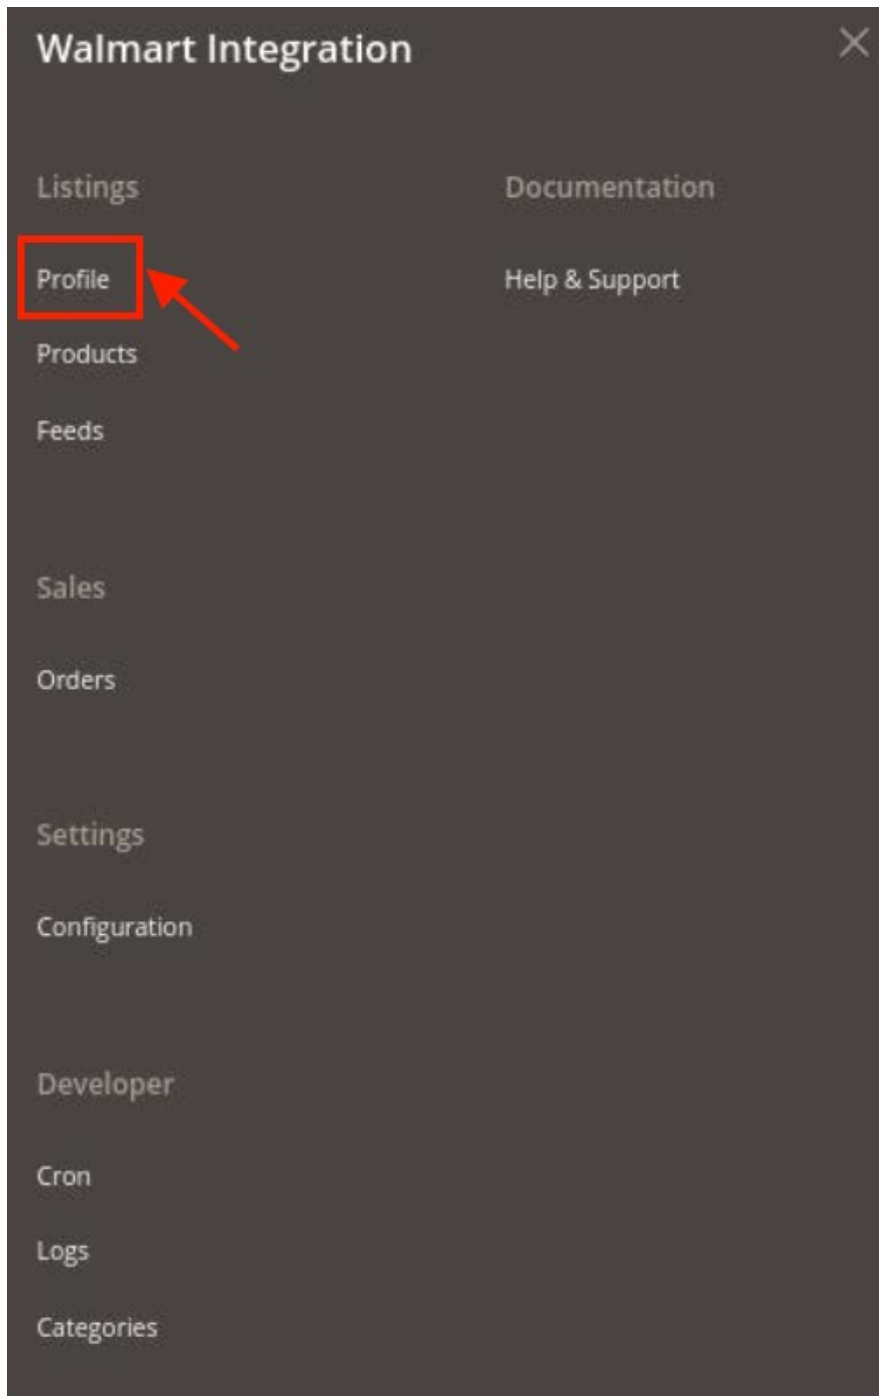 Walmart Integration
Listings
Profile
Products
Feeds
Sales
Orders
Settings
Configuration
Developer
Cron
Logs
Categories
Documentation
Help & Support